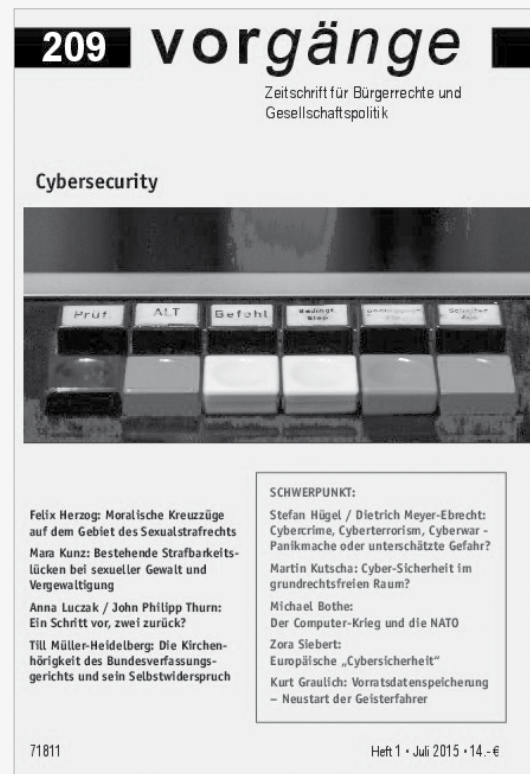 209
vorgänge
Zeitschrift für Bürgerrechte und
Gesellschaftspolitik
Cybersecurity
Prüf.
ALT
Befehl
Bedingt
Stop
Felix Herzog: Moralische Kreuzzüge
auf dem Gebiet des Sexualstrafrechts
Mara Kunz: Bestehende Strafbarkeits-
lücken bei sexueller Gewalt und
Vergewaltigung
Anna Luczak / John Philipp Thurn:
Ein Schritt vor, zwei zurück?
Till Müller-Heidelberg: Die Kirchen-
hörigkeit des Bundesverfassungs-
gerichts und sein Selbstwiderspruch
SCHWERPUNKT:
Stefan Hügel / Dietrich Meyer-Ebrecht:
Cybercrime, Cyberterrorism, Cyberwar -
Panikmache oder unterschätzte Gefahr?
Martin Kutscha: Cyber-Sicherheit im
grundrechtsfreien Raum?
Michael Bothe:
Der Computer-Krieg und die NATO
Zora Siebert:
Europäische „Cybersicherheit“
Kurt Graulich: Vorratsdatenspeicherung
– Neustart der Geisterfahrer
71811
Heft 1 • Juli 2015 • 14.- €